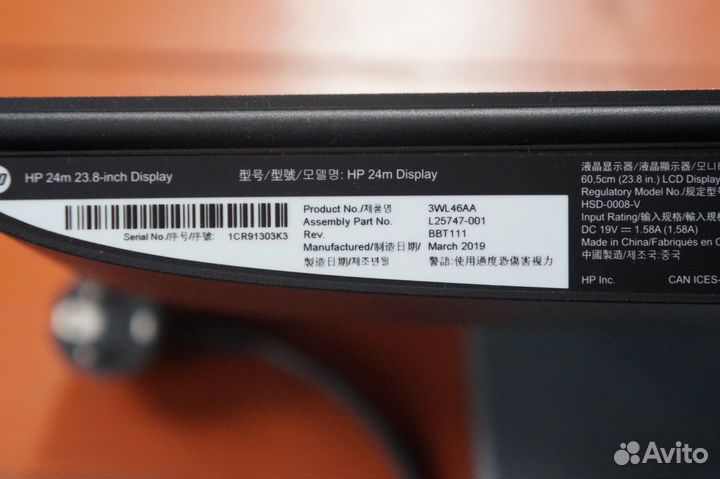 HP 24m 23.8-inch Display
型号/型號/모델명: HP 24m Display
Serial No./序号/序號: 1CR91303K3
Product No./제품명 3WL46AA
Assembly Part No. L25747-001
Rev. BBT111
Manufactured/制造日期/ March 2019
製造日期/제조년월 警語:使用過度恐傷害視力
液晶显示器/液晶顯示器/모니터
60,5cm (23.8 in.) LCD Display
Regulatory Model No./规定型
HSD-0008-V
Input Rating/输入规格/輸入規
DC 19V ⎓ 1.58A (1,58A)
Made in China/Fabriqués en C
中國製造/제조국:중국
HP Inc.
CAN ICES-
Avito